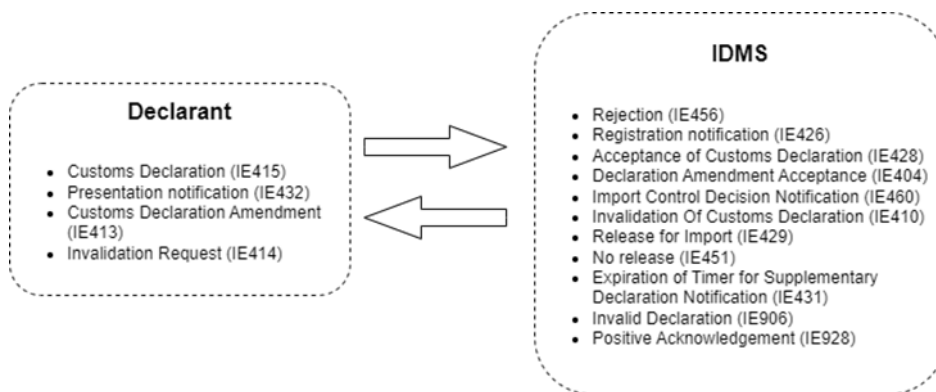 Declarant
Customs Declaration (IE415)
Presentation notification (IE432)
Customs Declaration Amendment
(IE413)
Invalidation Request (IE414)
IDMS
Rejection (IE456)
Registration notification (IE426)
Acceptance of Customs Declaration (IE428)
Declaration Amendment Acceptance (IE404)
Import Control Decision Notification (IE460)
Invalidation Of Customs Declaration (IE410)
Release for Import (IE429)
No release (IE451)
Expiration of Timer for Supplementary
Declaration Notification (IE431)
Invalid Declaration (IE906)
Positive Acknowledgement (IE928)